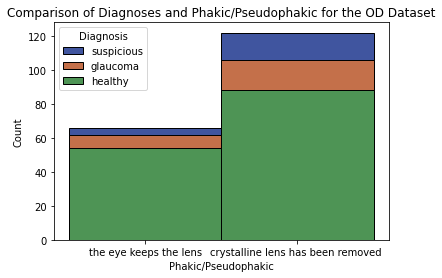 Comparison of Diagnoses and Phakic/Pseudophakic for the OD Dataset
Diagnosis
suspicious
glaucoma
healthy
120
100
80
60
40
20
0
Count
the eye keeps the lens
crystalline lens has been removed
Phakic/Pseudophakic